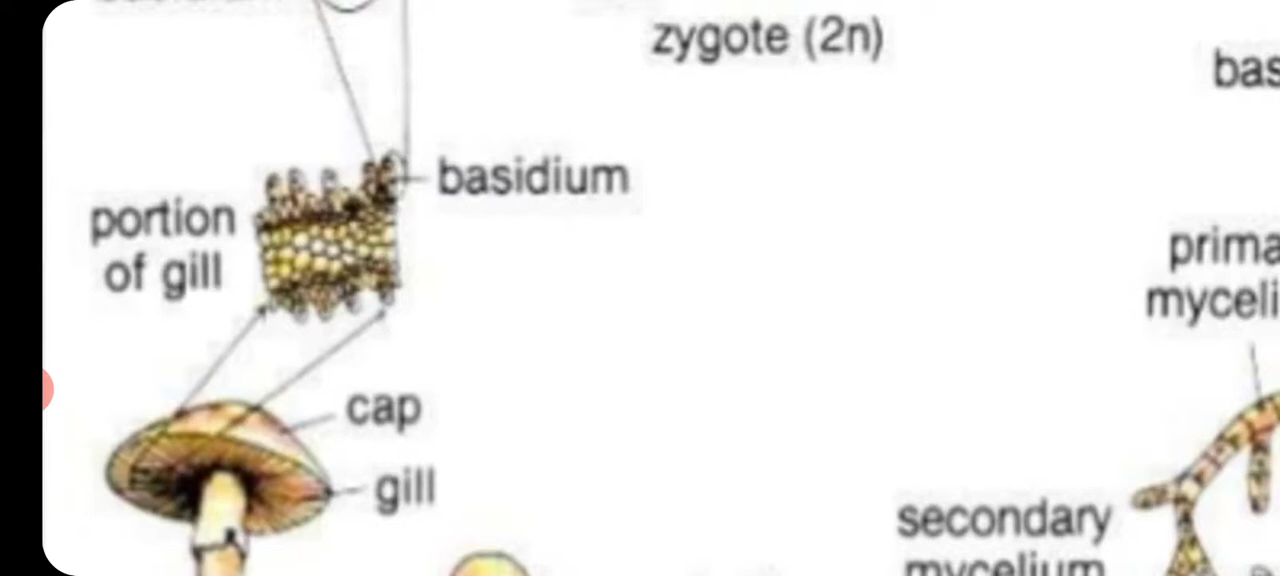 zygote (2n)
bas
basidium
portion
of gill
prima
myceli
cap
gill
secondary
mycelium